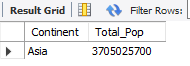 Result Grid Filter Rows:
Continent Total_Pop
Asia 3705025700